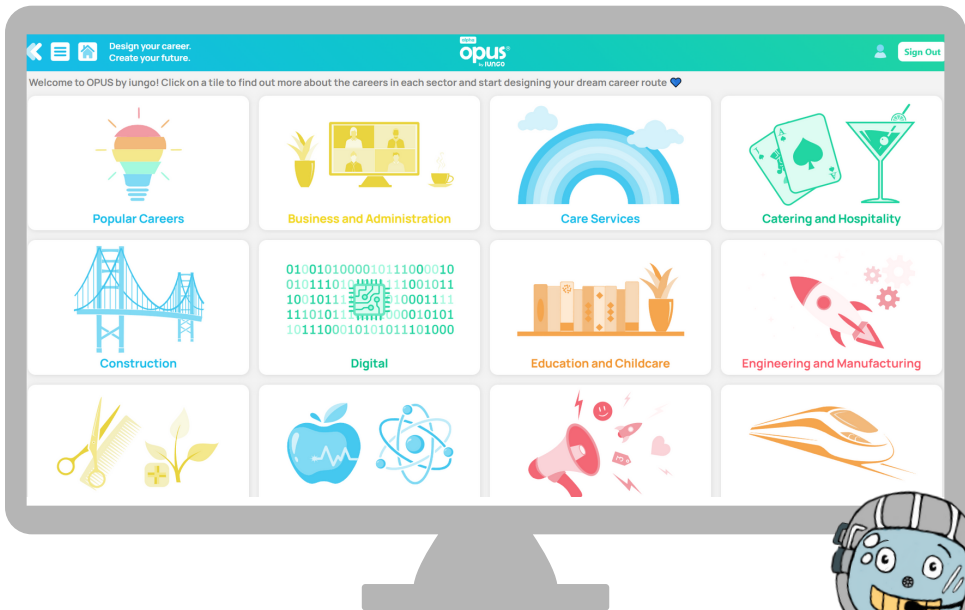 Design your career.
Create your future.
alpha
opus®
by IUNGO
Sign Out
Welcome to OPUS by iungo! Click on a tile to find out more about the careers in each sector and start designing your dream career route
Popular Careers
Business and Administration
Care Services
Catering and Hospitality
Construction
Digital
Education and Childcare
Engineering and Manufacturing